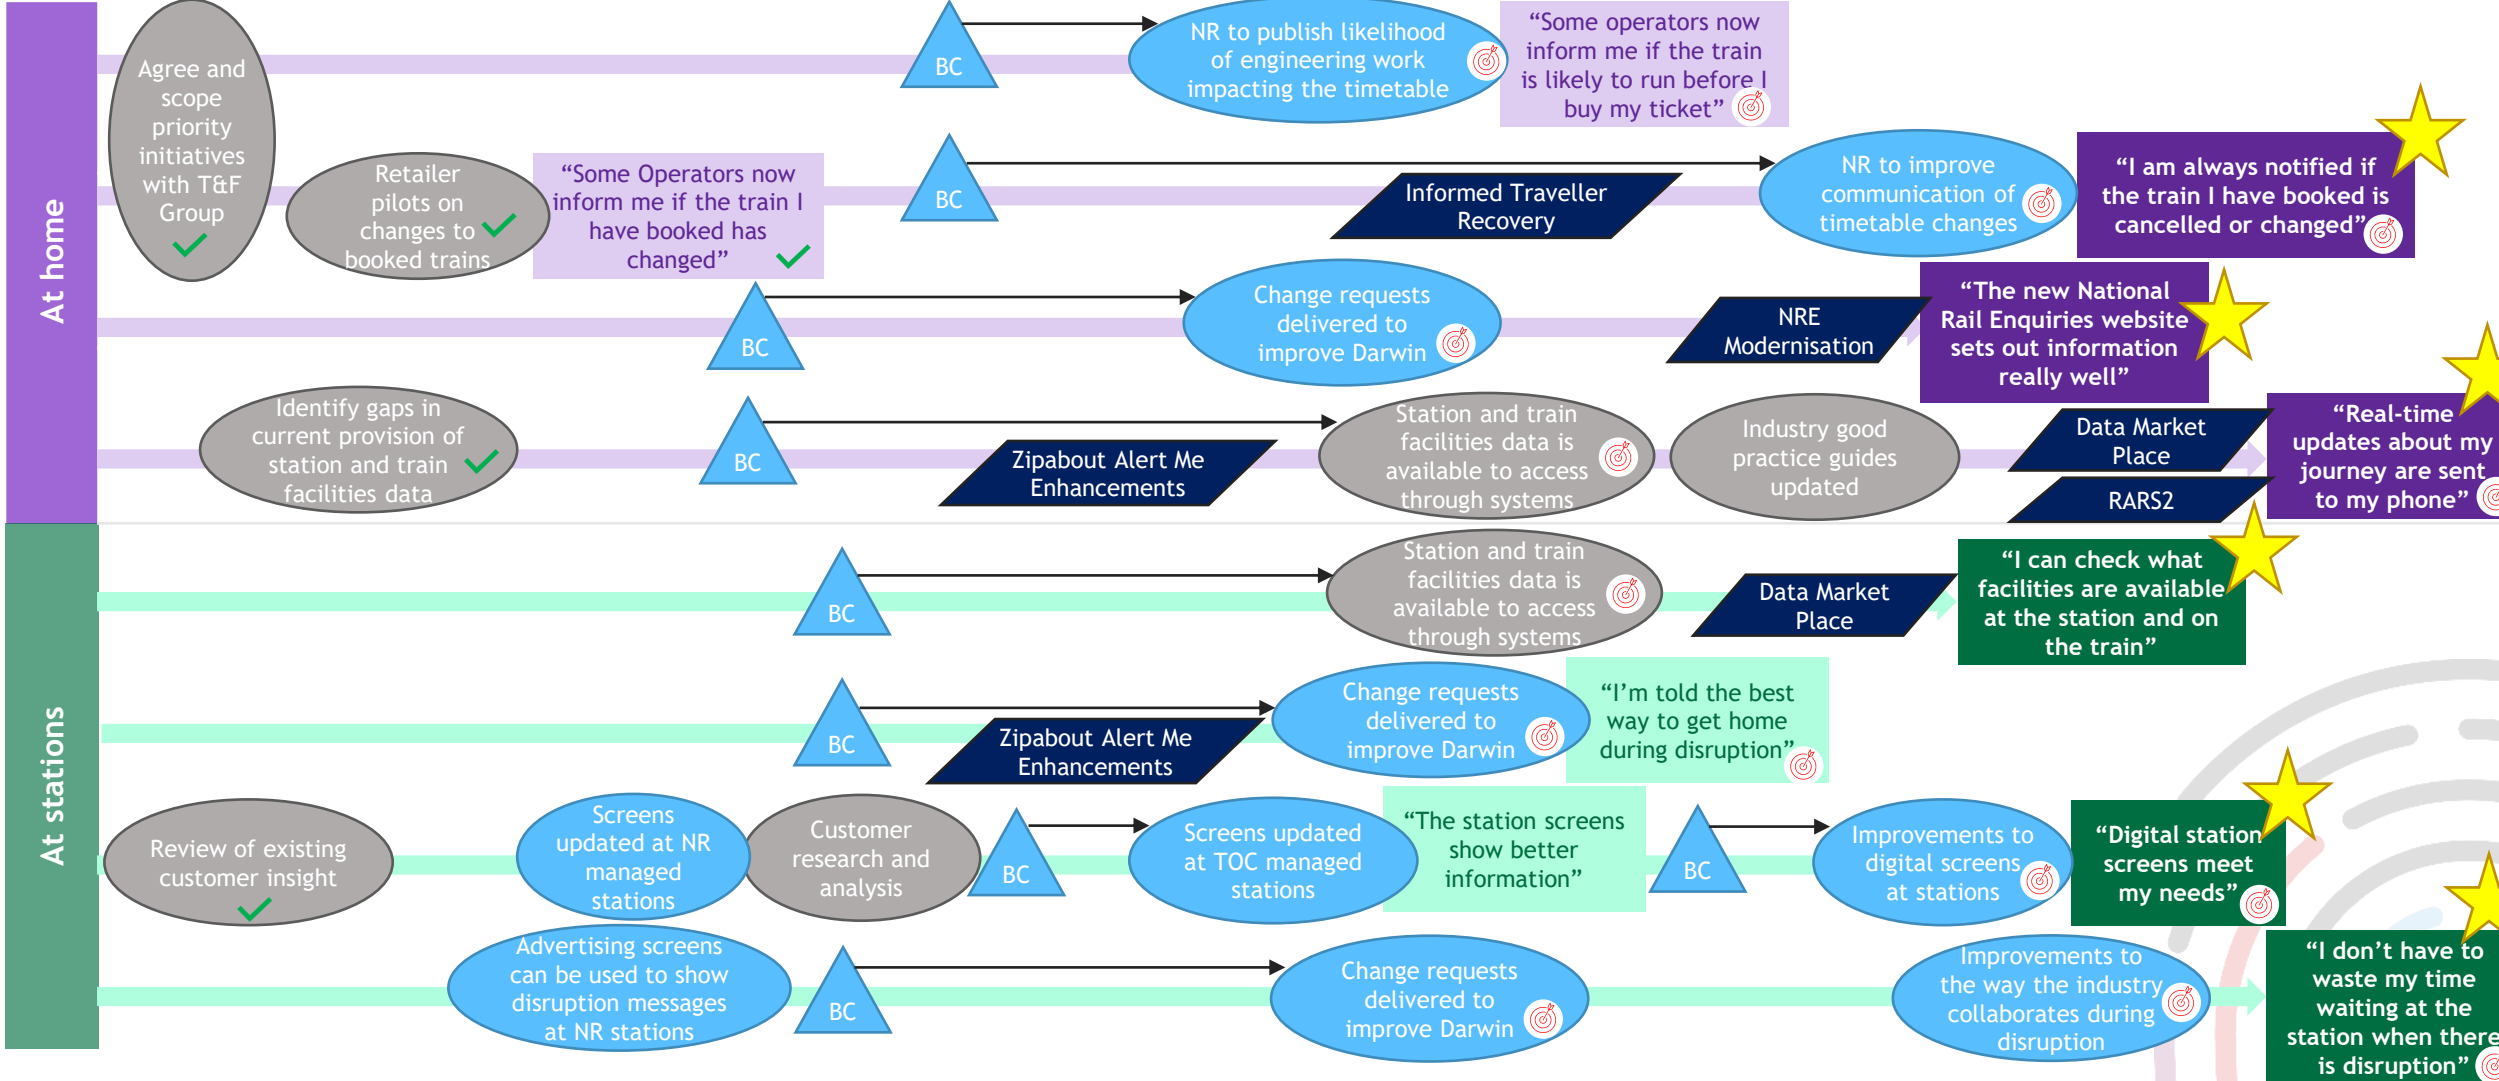 At home
Agree and
scope
priority
initiatives
with T&F
Group
BC
NR to publish likelihood
of engineering work
impacting the timetable
“Some operators now
inform me if the train
is likely to run before I
buy my ticket”
Retailer
pilots on
changes to
booked trains
“Some Operators now
inform me if the train I
have booked has
changed”
BC
Informed Traveller
Recovery
NR to improve
communication of
timetable changes
“I am always notified if
the train I have booked is
cancelled or changed”
BC
Change requests
delivered to
improve Darwin
NRE
Modernisation
“The new National
Rail Enquiries website
sets out information
really well”
Identify gaps in
current provision of
station and train
facilities data
BC
Zipabout Alert Me
Enhancements
Station and train
facilities data is
available to access
through systems
Industry good
practice guides
updated
Data Market
Place
RARS2
“Real-time
updates about my
journey are sent
to my phone”
At stations
BC
Station and train
facilities data is
available to access
through systems
Data Market
Place
“I can check what
facilities are available
at the station and on
the train”
BC
Zipabout Alert Me
Enhancements
Change requests
delivered to
improve Darwin
“I’m told the best
way to get home
during disruption”
Review of existing
customer insight
Screens
updated at NR
managed
stations
Customer
research and
analysis
BC
Screens updated
at TOC managed
stations
“The station screens
show better
information”
BC
Improvements to
digital screens
at stations
“Digital station
screens meet
my needs”
Advertising screens
can be used to show
disruption messages
at NR stations
BC
Change requests
delivered to
improve Darwin
Improvements to
the way the industry
collaborates during
disruption
“I don’t have to
waste my time
waiting at the
station when there
is disruption”